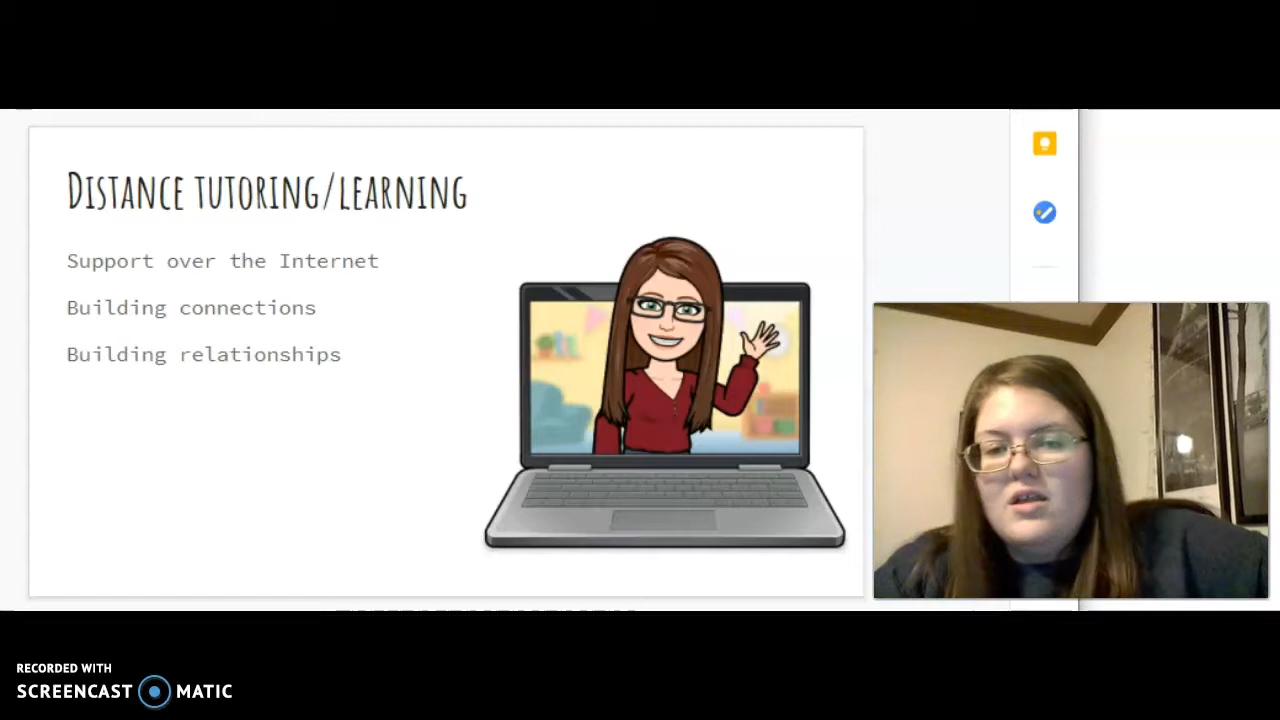 DISTANCE TUTORING/LEARNING
Support over the Internet
Building connections
Building relationships
RECORDED WITH
SCREENCAST MATIC